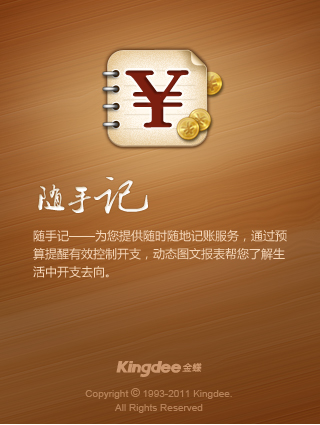 ¥
随手记
随手记——为您提供随时随地记账服务，通过预
算提醒有效控制开支，动态图文报表帮您了解生
活中开支去向。
Kingdee金蝶
Copyright © 1993-2011 Kingdee.
All Rights Reserved